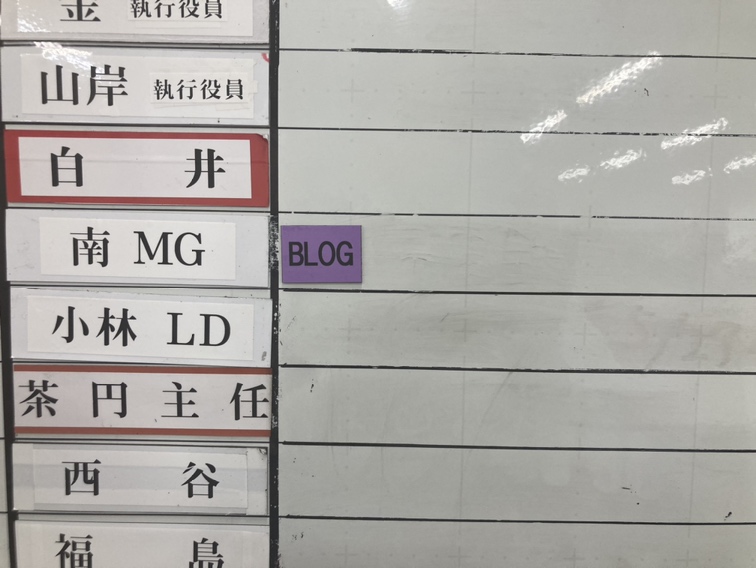 金 執行役員
山岸 執行役員
白井
南 MG BLOG
小林 LD
茶円主任
西谷
福島